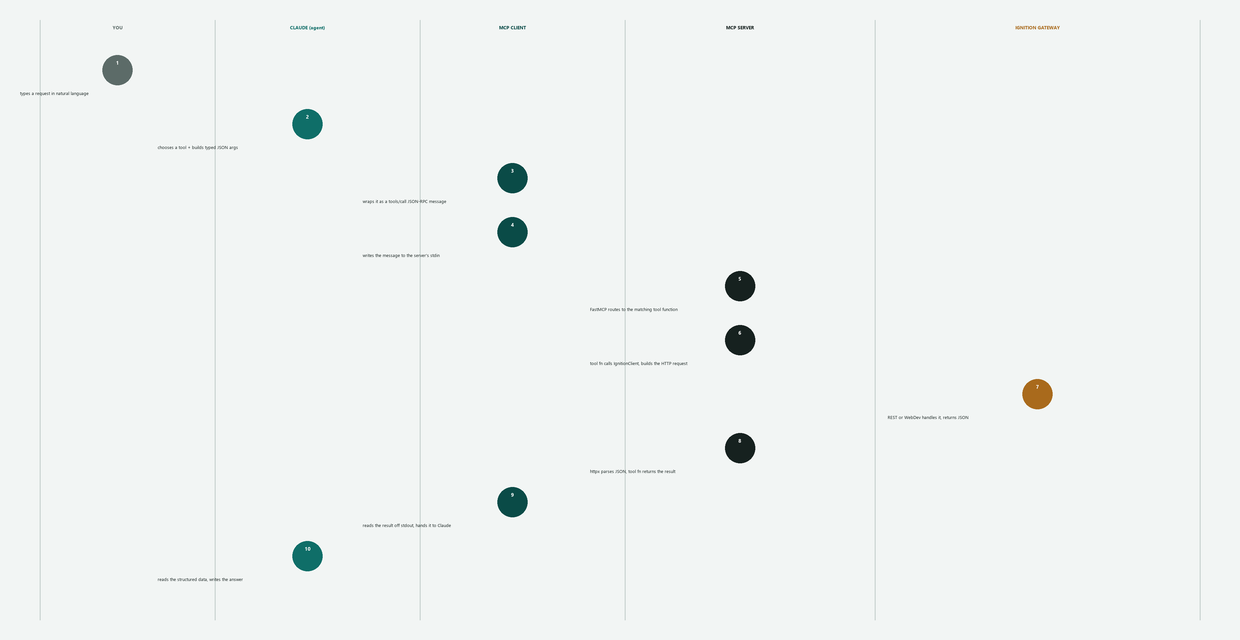 YOU
CLAUDE (agent)
MCP CLIENT
MCP SERVER
IGNITION GATEWAY
1
types a request in natural language
2
chooses a tool + builds typed JSON args
3
wraps it as a tools/call JSON-RPC message
4
writes the message to the server's stdin
5
FastMCP routes to the matching tool function
6
tool fn calls IgnitionClient, builds the HTTP request
7
REST or WebDev handles it, returns JSON
8
httpx parses JSON, tool fn returns the result
9
reads the result off stdout, hands it to Claude
10
reads the structured data, writes the answer